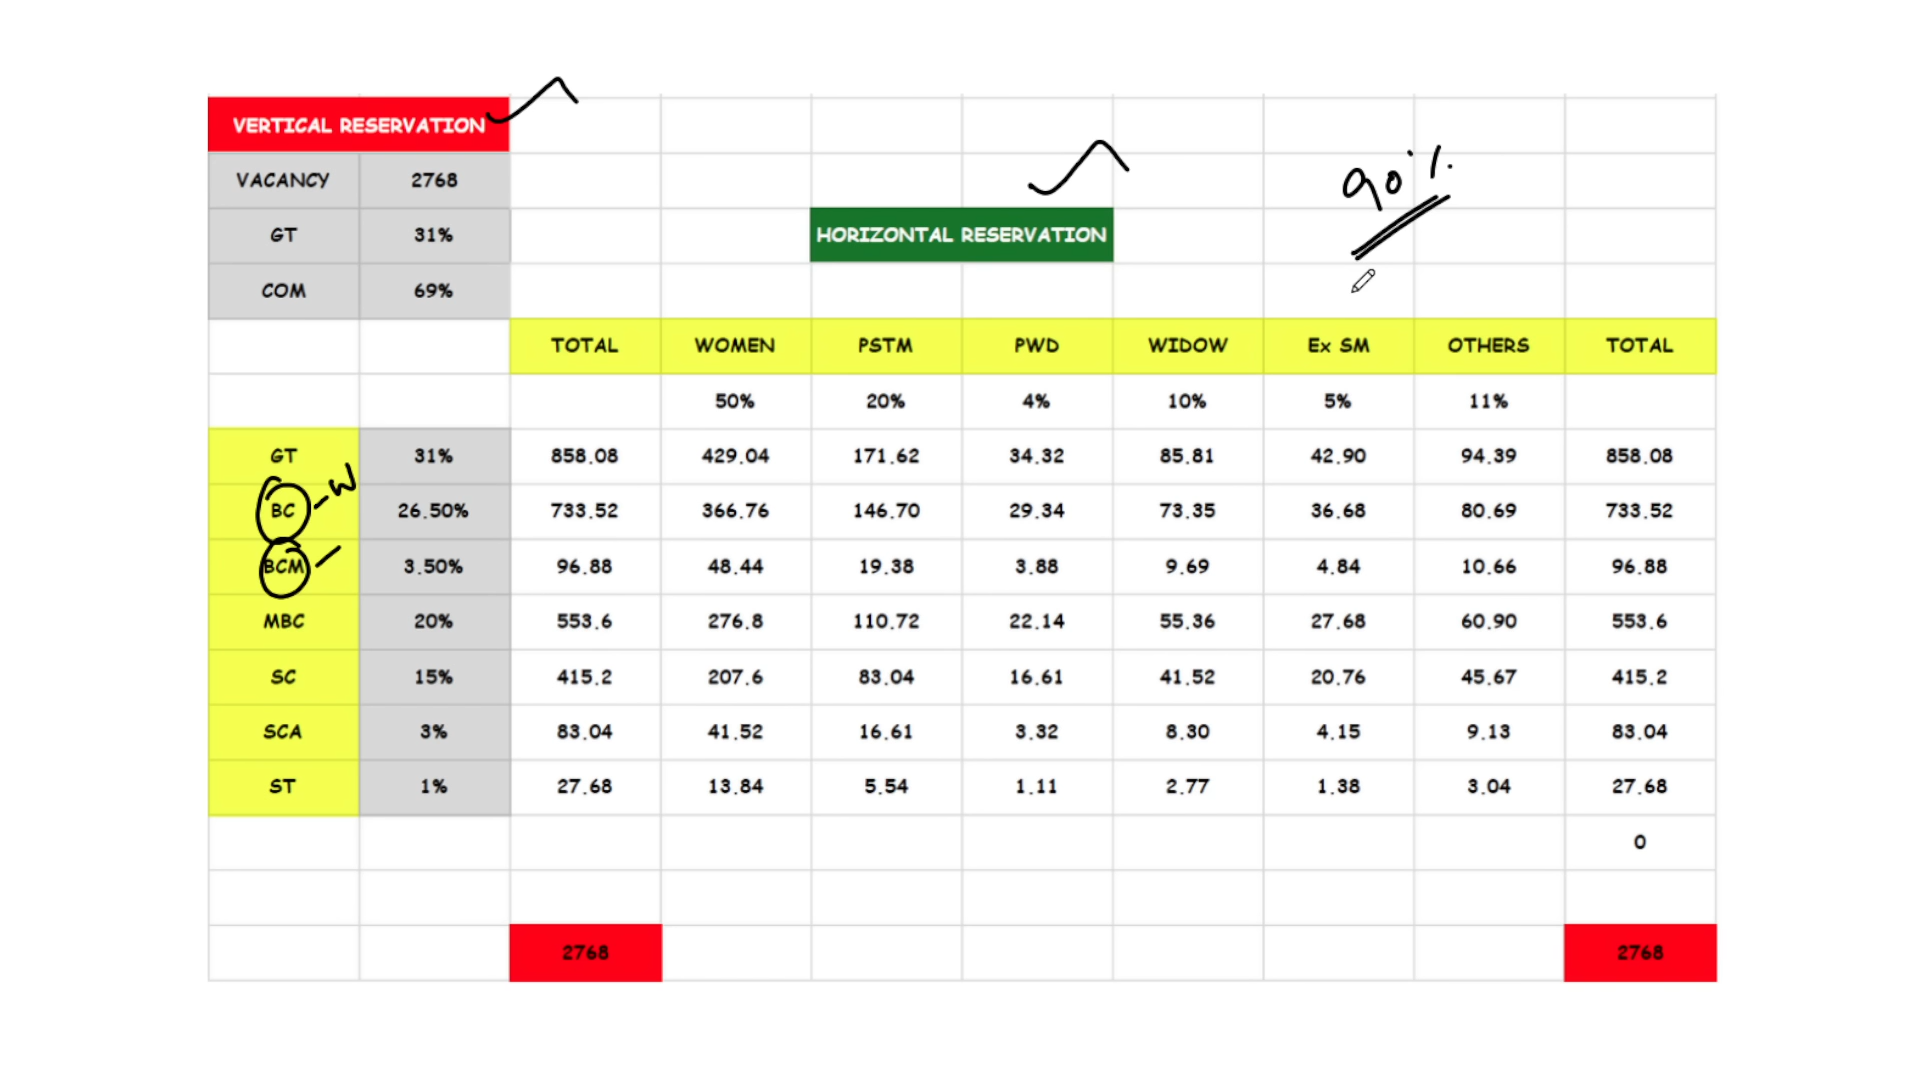 VERTICAL RESERVATION
VACANCY 2768
90%
GT 31%
HORIZONTAL RESERVATION
COM 69%
TOTAL WOMEN PSTM PWD WIDOW Ex SM OTHERS TOTAL
50% 20% 4% 10% 5% 11%
GT 31% 858.08 429.04 171.62 34.32 85.81 42.90 94.39 858.08
BC - W 26.50% 733.52 366.76 146.70 29.34 73.35 36.68 80.69 733.52
BCM - 3.50% 96.88 48.44 19.38 3.88 9.69 4.84 10.66 96.88
MBC 20% 553.6 276.8 110.72 22.14 55.36 27.68 60.90 553.6
SC 15% 415.2 207.6 83.04 16.61 41.52 20.76 45.67 415.2
SCA 3% 83.04 41.52 16.61 3.32 8.30 4.15 9.13 83.04
ST 1% 27.68 13.84 5.54 1.11 2.77 1.38 3.04 27.68
0
2768 2768